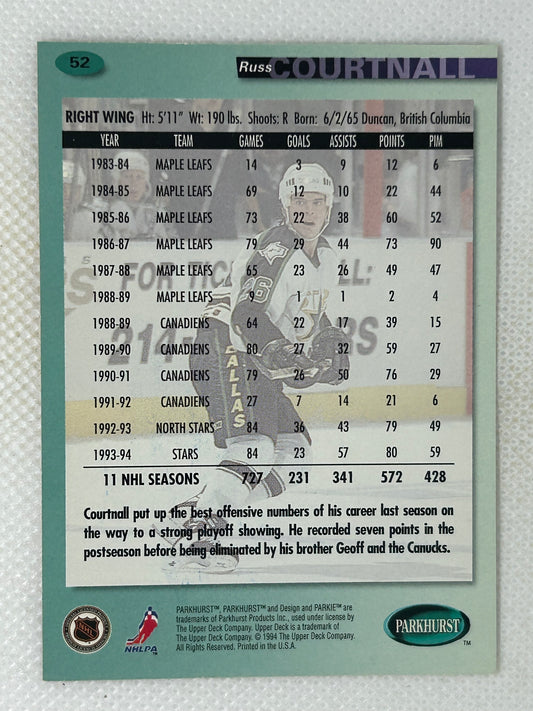 52
Russ COURTNALL
RIGHT WING Ht: 5'11" Wt: 190 lbs. Shoots: R Born: 6/2/65 Duncan, British Columbia
YEAR TEAM GAMES GOALS ASSISTS POINTS PIM
1983-84 MAPLE LEAFS 14 3 9 12 6
1984-85 MAPLE LEAFS 69 12 10 22 44
1985-86 MAPLE LEAFS 73 22 38 60 52
1986-87 MAPLE LEAFS 79 29 44 73 90
1987-88 MAPLE LEAFS 65 23 26 49 47
1988-89 MAPLE LEAFS 9 1 1 2 4
1988-89 CANADIENS 64 22 17 39 15
1989-90 CANADIENS 80 27 32 59 27
1990-91 CANADIENS 79 26 50 76 29
1991-92 CANADIENS 27 7 14 21 6
1992-93 NORTH STARS 84 36 43 79 49
1993-94 STARS 84 23 57 80 59
11 NHL SEASONS 727 231 341 572 428
FOR TIC LL:
26
214-
RS
DALLAS
Courtnall put up the best offensive numbers of his career last season on
the way to a strong playoff showing. He recorded seven points in the
postseason before being eliminated by his brother Geoff and the Canucks.
NHL
NHLPA
PARKHURST™, PARKHURST™ and Design and PARKIE™ are
trademarks of Parkhurst Products Inc., used under license by
The Upper Deck Company. Upper Deck is a trademark of
The Upper Deck Company. © 1994 The Upper Deck Company.
All Rights Reserved. Printed in the U.S.A.
PARKHURST
™